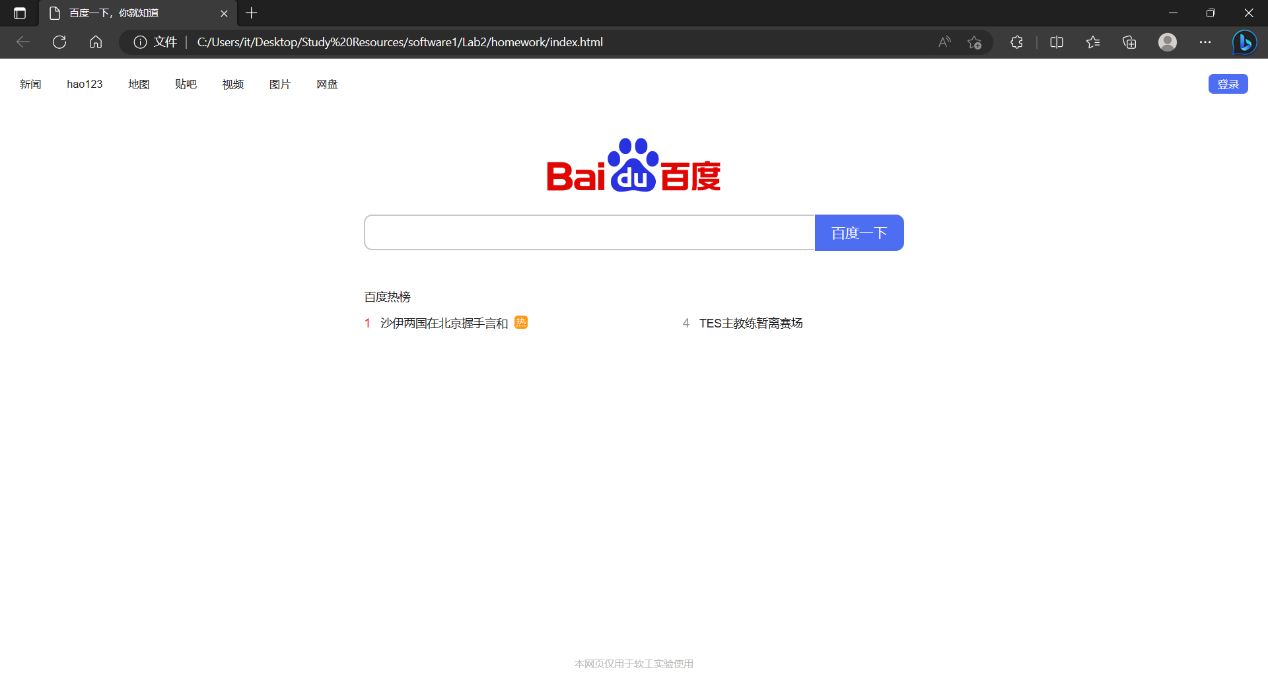 百度一下，你就知道
文件 C:/Users/it/Desktop/Study%20Resources/software1/Lab2/homework/index.html
新闻 hao123 地图 贴吧 视频 图片 网盘 登录
Bai du 百度
百度一下
百度热榜
1 沙伊两国在北京握手言和 热 4 TES主教练暂离赛场
本网页仅用于软工实验使用